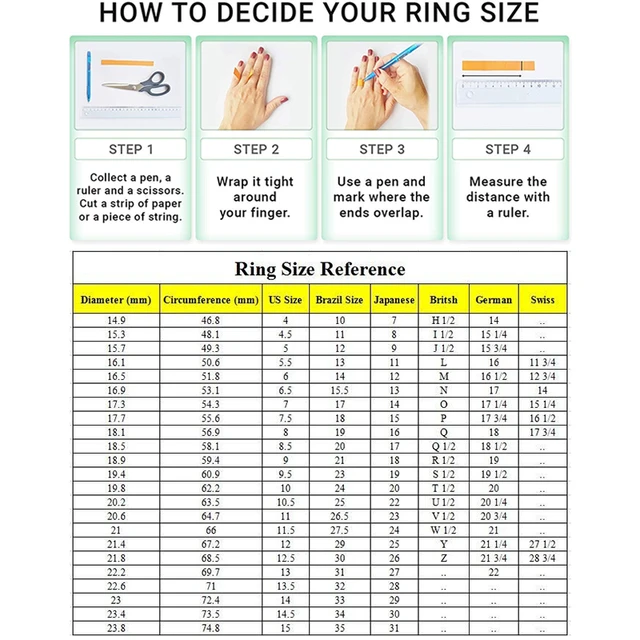 HOW TO DECIDE YOUR RING SIZE
STEP 1
Collect a pen, a
ruler and a scissors.
Cut a strip of paper
or a piece of string.
STEP 2
Wrap it tight
around
your finger.
STEP 3
Use a pen and
mark where the
ends overlap.
STEP 4
Measure the
distance with
a ruler.
Ring Size Reference
Diameter (mm) Circumference (mm) US Size Brazil Size Japanese Britsh German Swiss
14.9 46.8 4 10 7 H 1/2 14 ..
15.3 48.1 4.5 11 8 I 1/2 15 1/4 ..
15.7 49.3 5 12 9 J 1/2 15 3/4 ..
16.1 50.6 5.5 13 11 L 16 11 3/4
16.5 51.8 6 14 12 M 16 1/2 12 3/4
16.9 53.1 6.5 15.5 13 N 17 14
17.3 54.3 7 17 14 O 17 1/4 15 1/4
17.7 55.6 7.5 18 15 P 17 3/4 16 1/2
18.1 56.9 8 19 16 Q 18 17 3/4
18.5 58.1 8.5 20 17 Q 1/2 18 1/2 ..
18.9 59.4 9 21 18 R 1/2 19 ..
19.4 60.9 9.5 23 19 S 1/2 19 1/2 ..
19.8 62.2 10 24 20 T 1/2 20 ..
20.2 63.5 10.5 25 22 U 1/2 20 1/4 ..
20.6 64.7 11 26.5 23 V 1/2 20 3/4 ..
21 66 11.5 27.5 24 W 1/2 21 ..
21.4 67.2 12 29 25 Y 21 1/4 27 1/2
21.8 68.5 12.5 30 26 Z 21 3/4 28 3/4
22.2 69.7 13 31 27 .. 22 ..
22.6 71 13.5 32 28 .. .. ..
23 72.4 14 33 29 .. .. ..
23.4 73.5 14.5 34 30 .. .. ..
23.8 74.8 15 35 31 .. .. ..